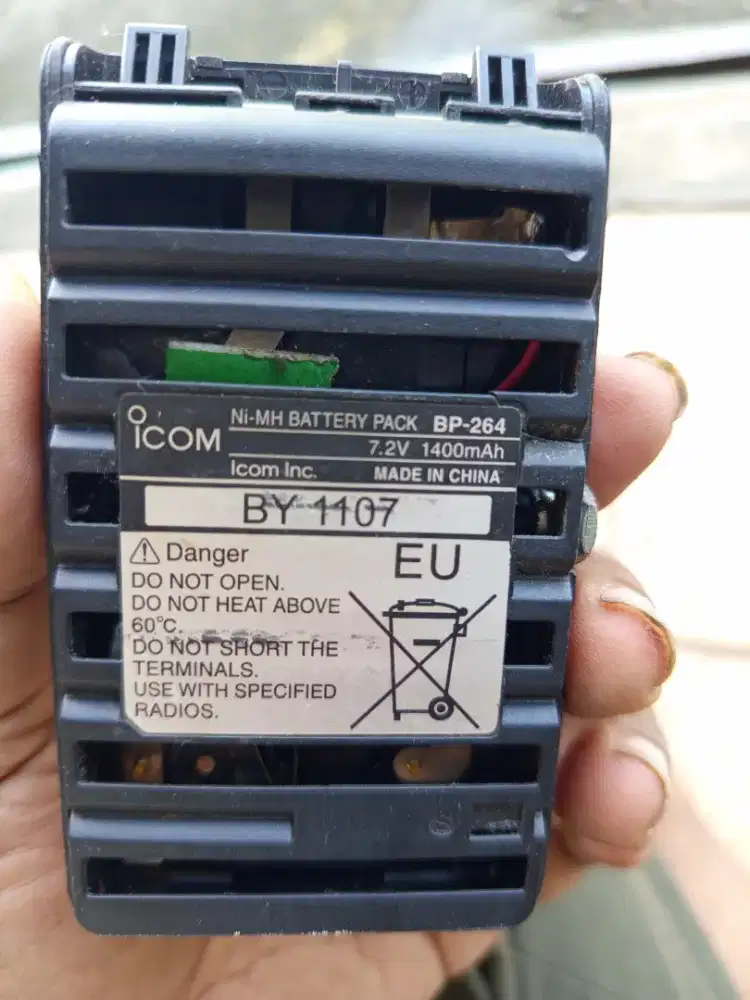 ICOM
Ni-MH BATTERY PACK BP-264
7.2V 1400mAh
Icom Inc. MADE IN CHINA
BY 1107
Danger
EU
DO NOT OPEN.
DO NOT HEAT ABOVE
60°C.
DO NOT SHORT THE
TERMINALS.
USE WITH SPECIFIED
RADIOS.